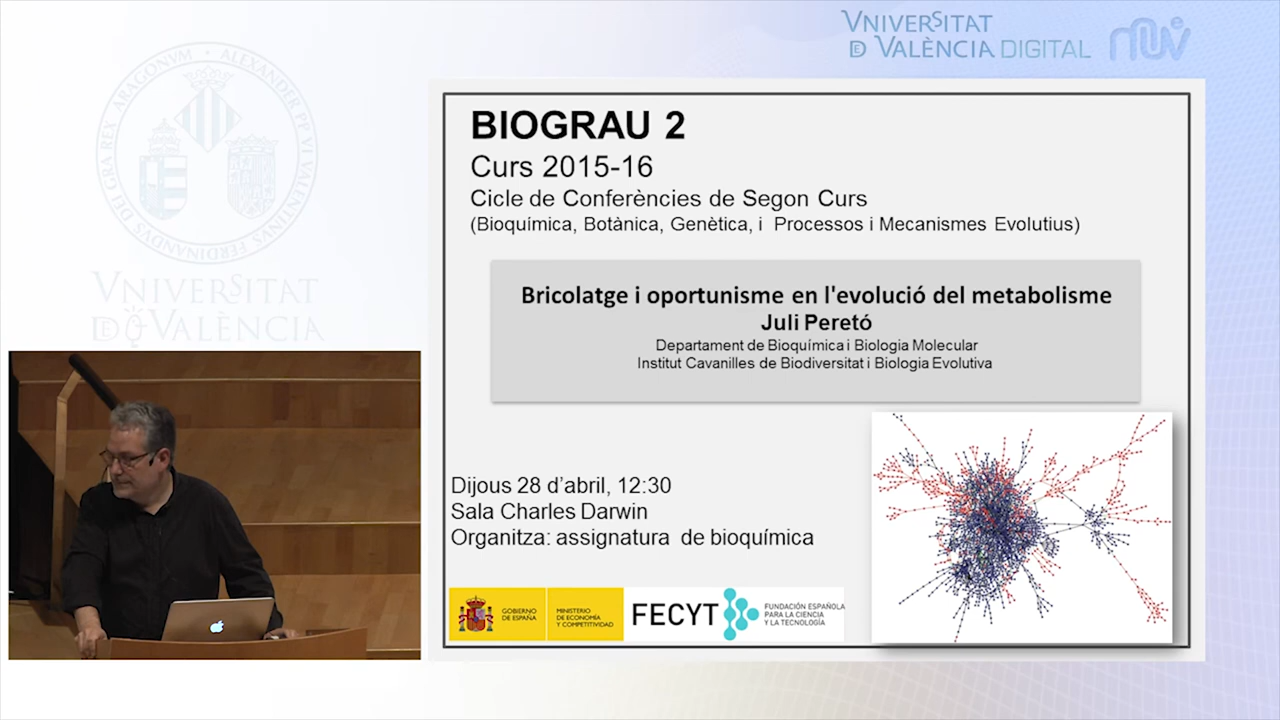 VNIVERSITAT
DE VALÈNCIA DIGITAL
BIOGRAU 2
Curs 2015-16
Cicle de Conferències de Segon Curs
(Bioquímica, Botànica, Genètica, i Processos i Mecanismes Evolutius)
Bricolatge i oportunisme en l'evolució del metabolisme
Juli Peretó
Departament de Bioquímica i Biologia Molecular
Institut Cavanilles de Biodiversitat i Biologia Evolutiva
Dijous 28 d’abril, 12:30
Sala Charles Darwin
Organitza: assignatura de bioquímica
GOBIERNO
DE ESPAÑA
MINISTERIO
DE ECONOMÍA
Y COMPETITIVIDAD
FECYT
FUNDACIÓN ESPAÑOLA
PARA LA CIENCIA
Y LA TECNOLOGÍA
VNIVERSITAT
DE VALÈNCIA